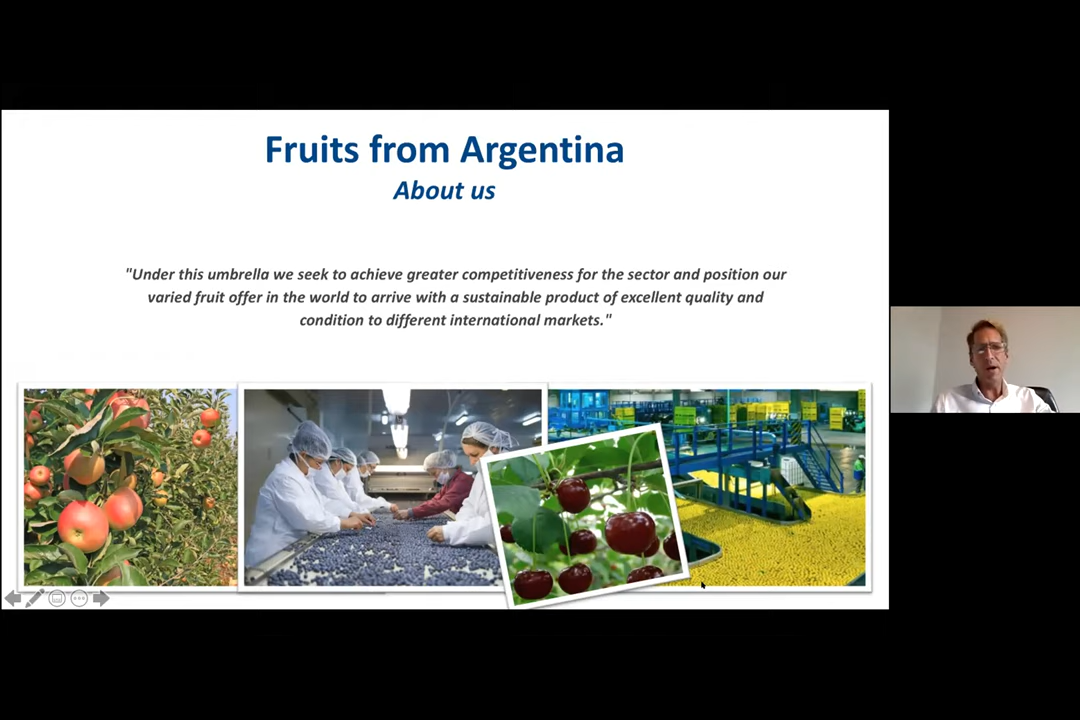 Fruits from Argentina
About us
"Under this umbrella we seek to achieve greater competitiveness for the sector and position our
varied fruit offer in the world to arrive with a sustainable product of excellent quality and
condition to different international markets."